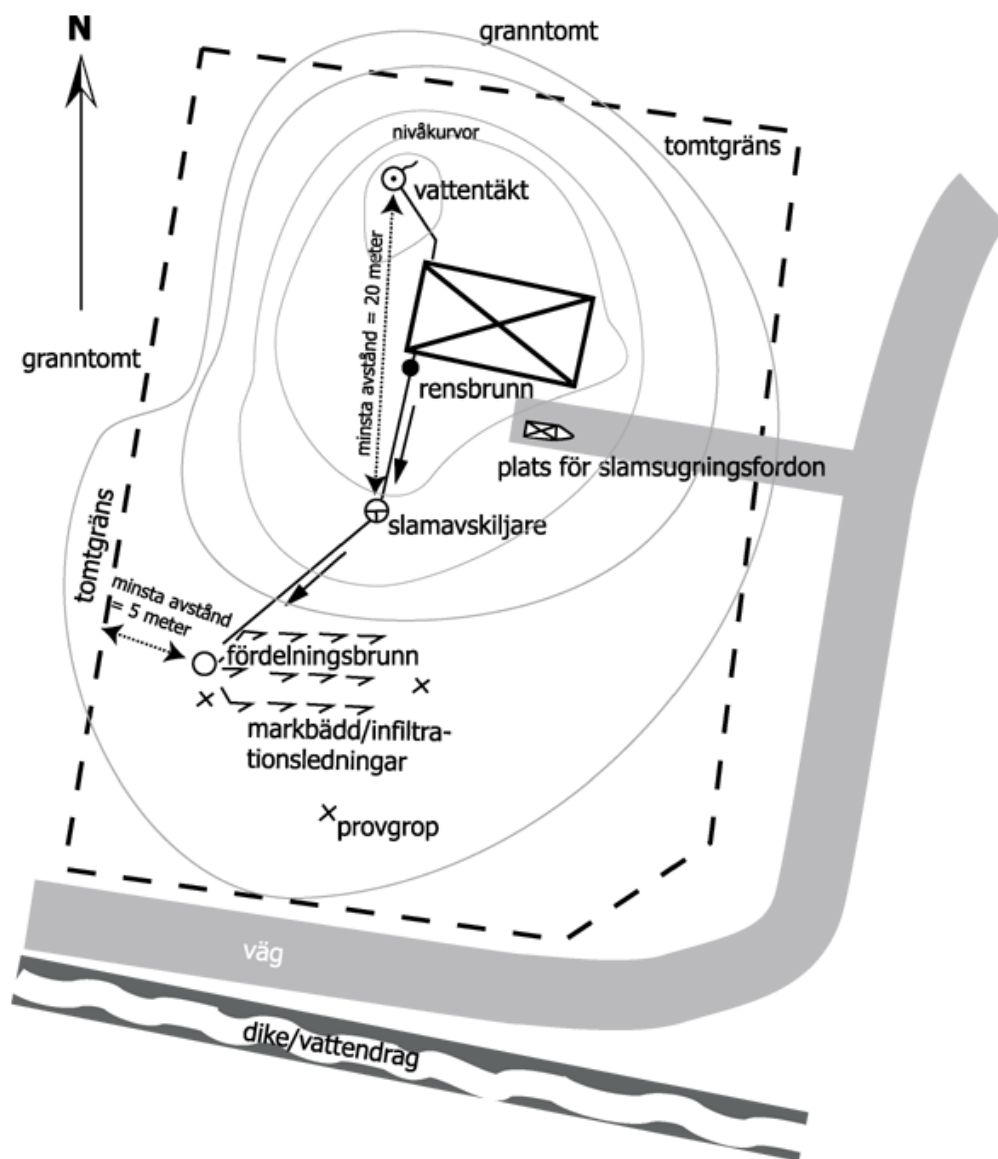 N
granntomt
nivåkurvor
tomtgräns
vattentäkt
minsta avstånd = 20 meter
granntomt
rensbrunn
plats för slamsugningsfordon
slamavskiljare
tomtgräns
minsta avstånd
= 5 meter
fördelningsbrunn
markbädd/infiltra-
tionsledningar
provgrop
väg
dike/vattendrag